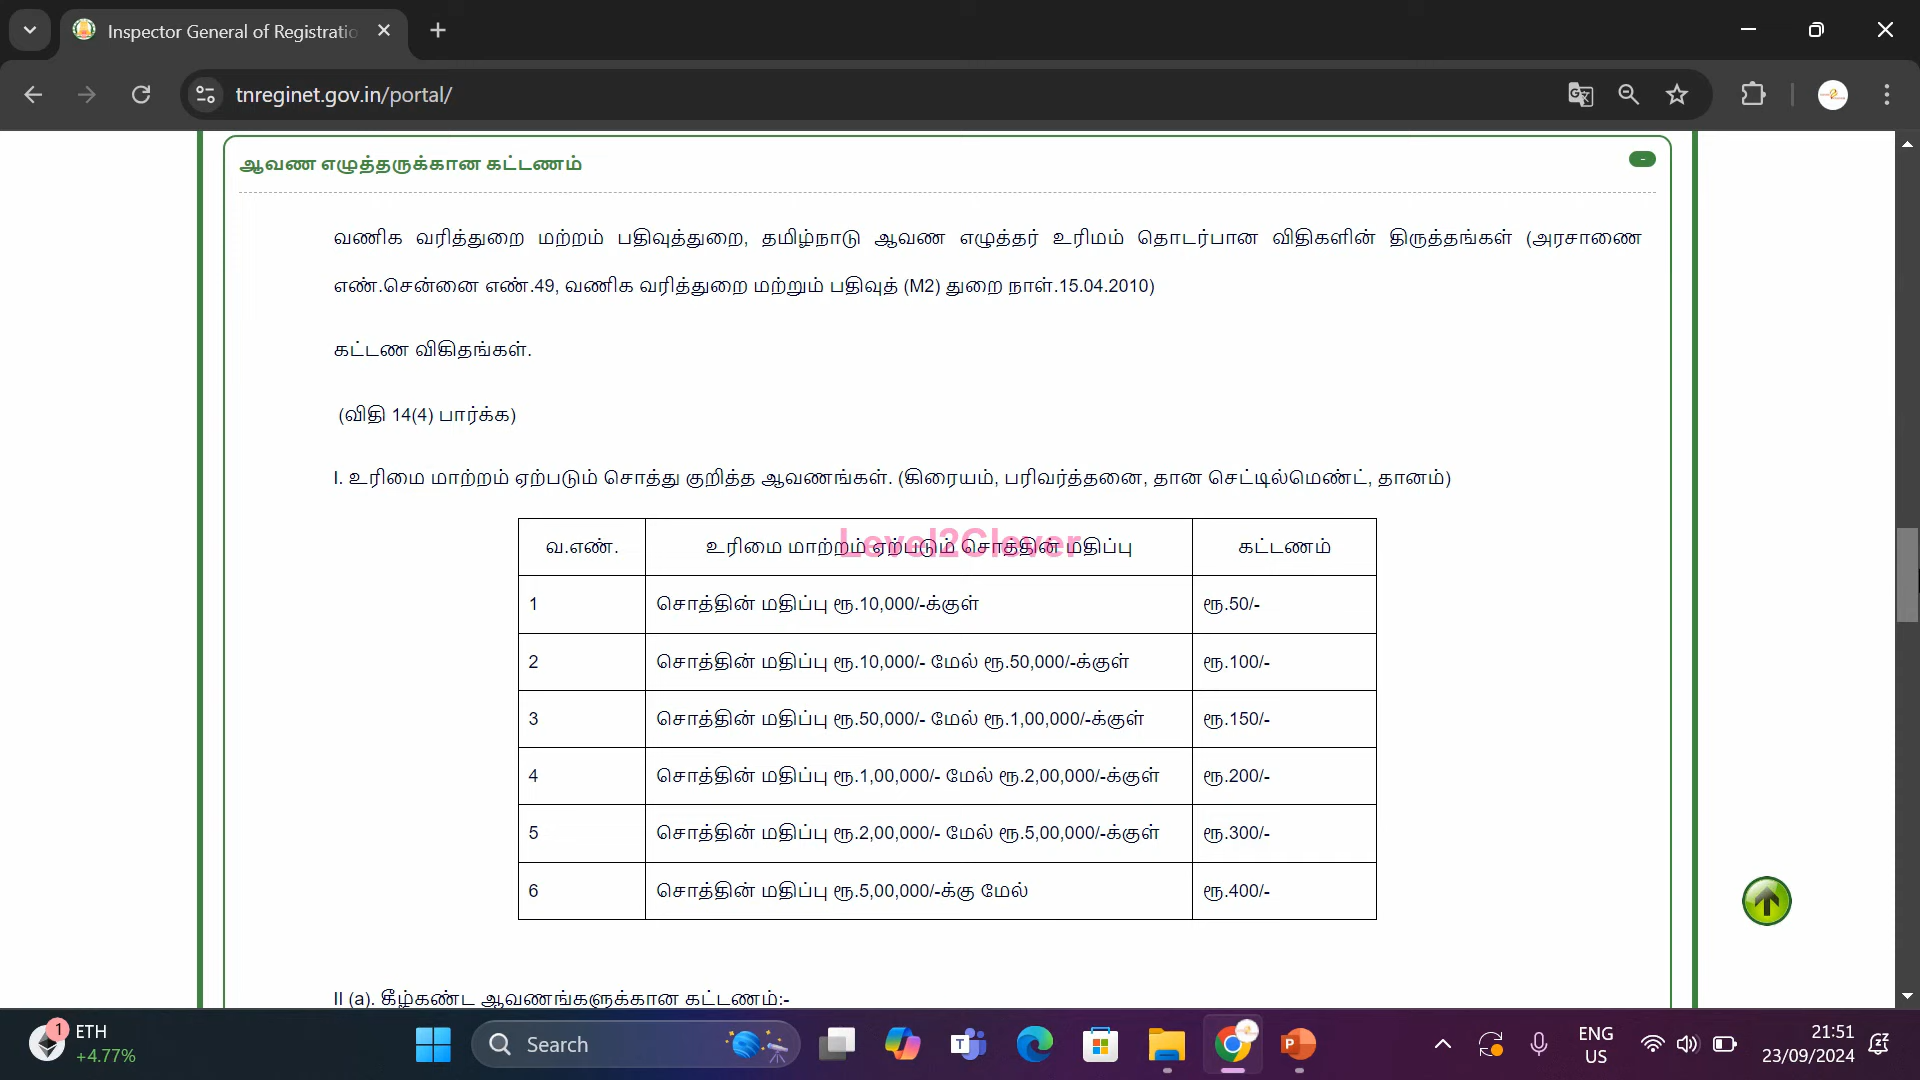 Inspector General of Registratio
tnreginet.gov.in/portal/
ஆவண எழுத்தருக்கான கட்டணம்
-
வணிக வரித்துறை மற்றம் பதிவுத்துறை, தமிழ்நாடு ஆவண எழுத்தர் உரிமம் தொடர்பான விதிகளின் திருத்தங்கள் (அரசாணை
எண்.சென்னை எண்.49, வணிக வரித்துறை மற்றும் பதிவுத் (M2) துறை நாள்.15.04.2010)
கட்டண விகிதங்கள்.
(விதி 14(4) பார்க்க)
I. உரிமை மாற்றம் ஏற்படும் சொத்து குறித்த ஆவணங்கள். (கிரையம், பரிவர்த்தனை, தான செட்டில்மெண்ட், தானம்)
வ.எண். உரிமை மாற்றம் ஏற்படும் சொத்தின் மதிப்பு கட்டணம்
Level2Clever
1 சொத்தின் மதிப்பு ரூ.10,000/-க்குள் ரூ.50/-
2 சொத்தின் மதிப்பு ரூ.10,000/- மேல் ரூ.50,000/-க்குள் ரூ.100/-
3 சொத்தின் மதிப்பு ரூ.50,000/- மேல் ரூ.1,00,000/-க்குள் ரூ.150/-
4 சொத்தின் மதிப்பு ரூ.1,00,000/- மேல் ரூ.2,00,000/-க்குள் ரூ.200/-
5 சொத்தின் மதிப்பு ரூ.2,00,000/- மேல் ரூ.5,00,000/-க்குள் ரூ.300/-
6 சொத்தின் மதிப்பு ரூ.5,00,000/-க்கு மேல் ரூ.400/-
II (a). கீழ்கண்ட ஆவணங்களுக்கான கட்டணம்:-
1 ETH
+4.77%
Search
ENG
US
21:51
23/09/2024